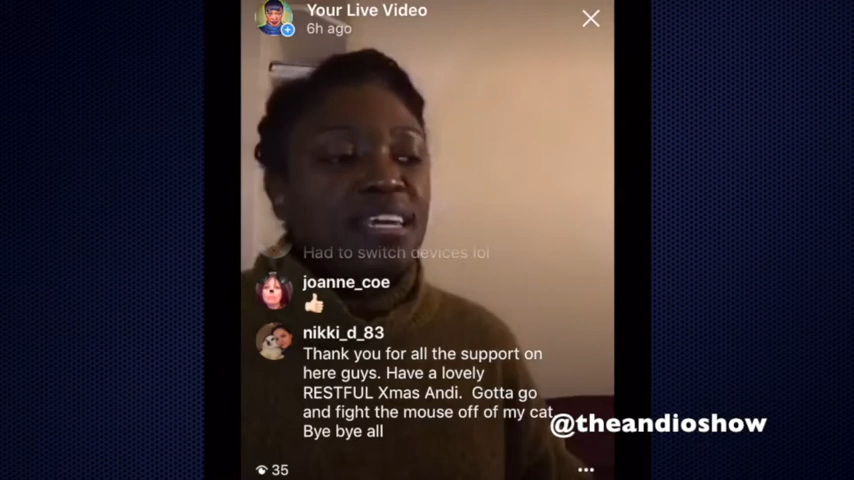 Your Live Video
6h ago
Had to switch devices lol
joanne_coe
👍🏻
nikki_d_83
Thank you for all the support on
here guys. Have a lovely
RESTFUL Xmas Andi.  Gotta go
and fight the mouse off of my cat.
Bye bye all
@theandioshow
35